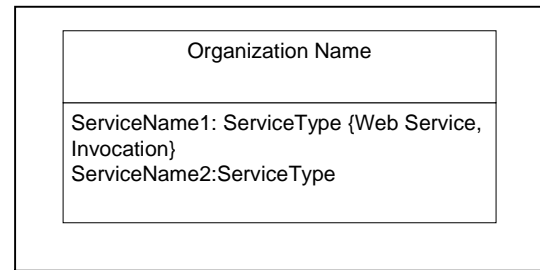 Organization Name
ServiceName1: ServiceType {Web Service,
Invocation}
ServiceName2:ServiceType